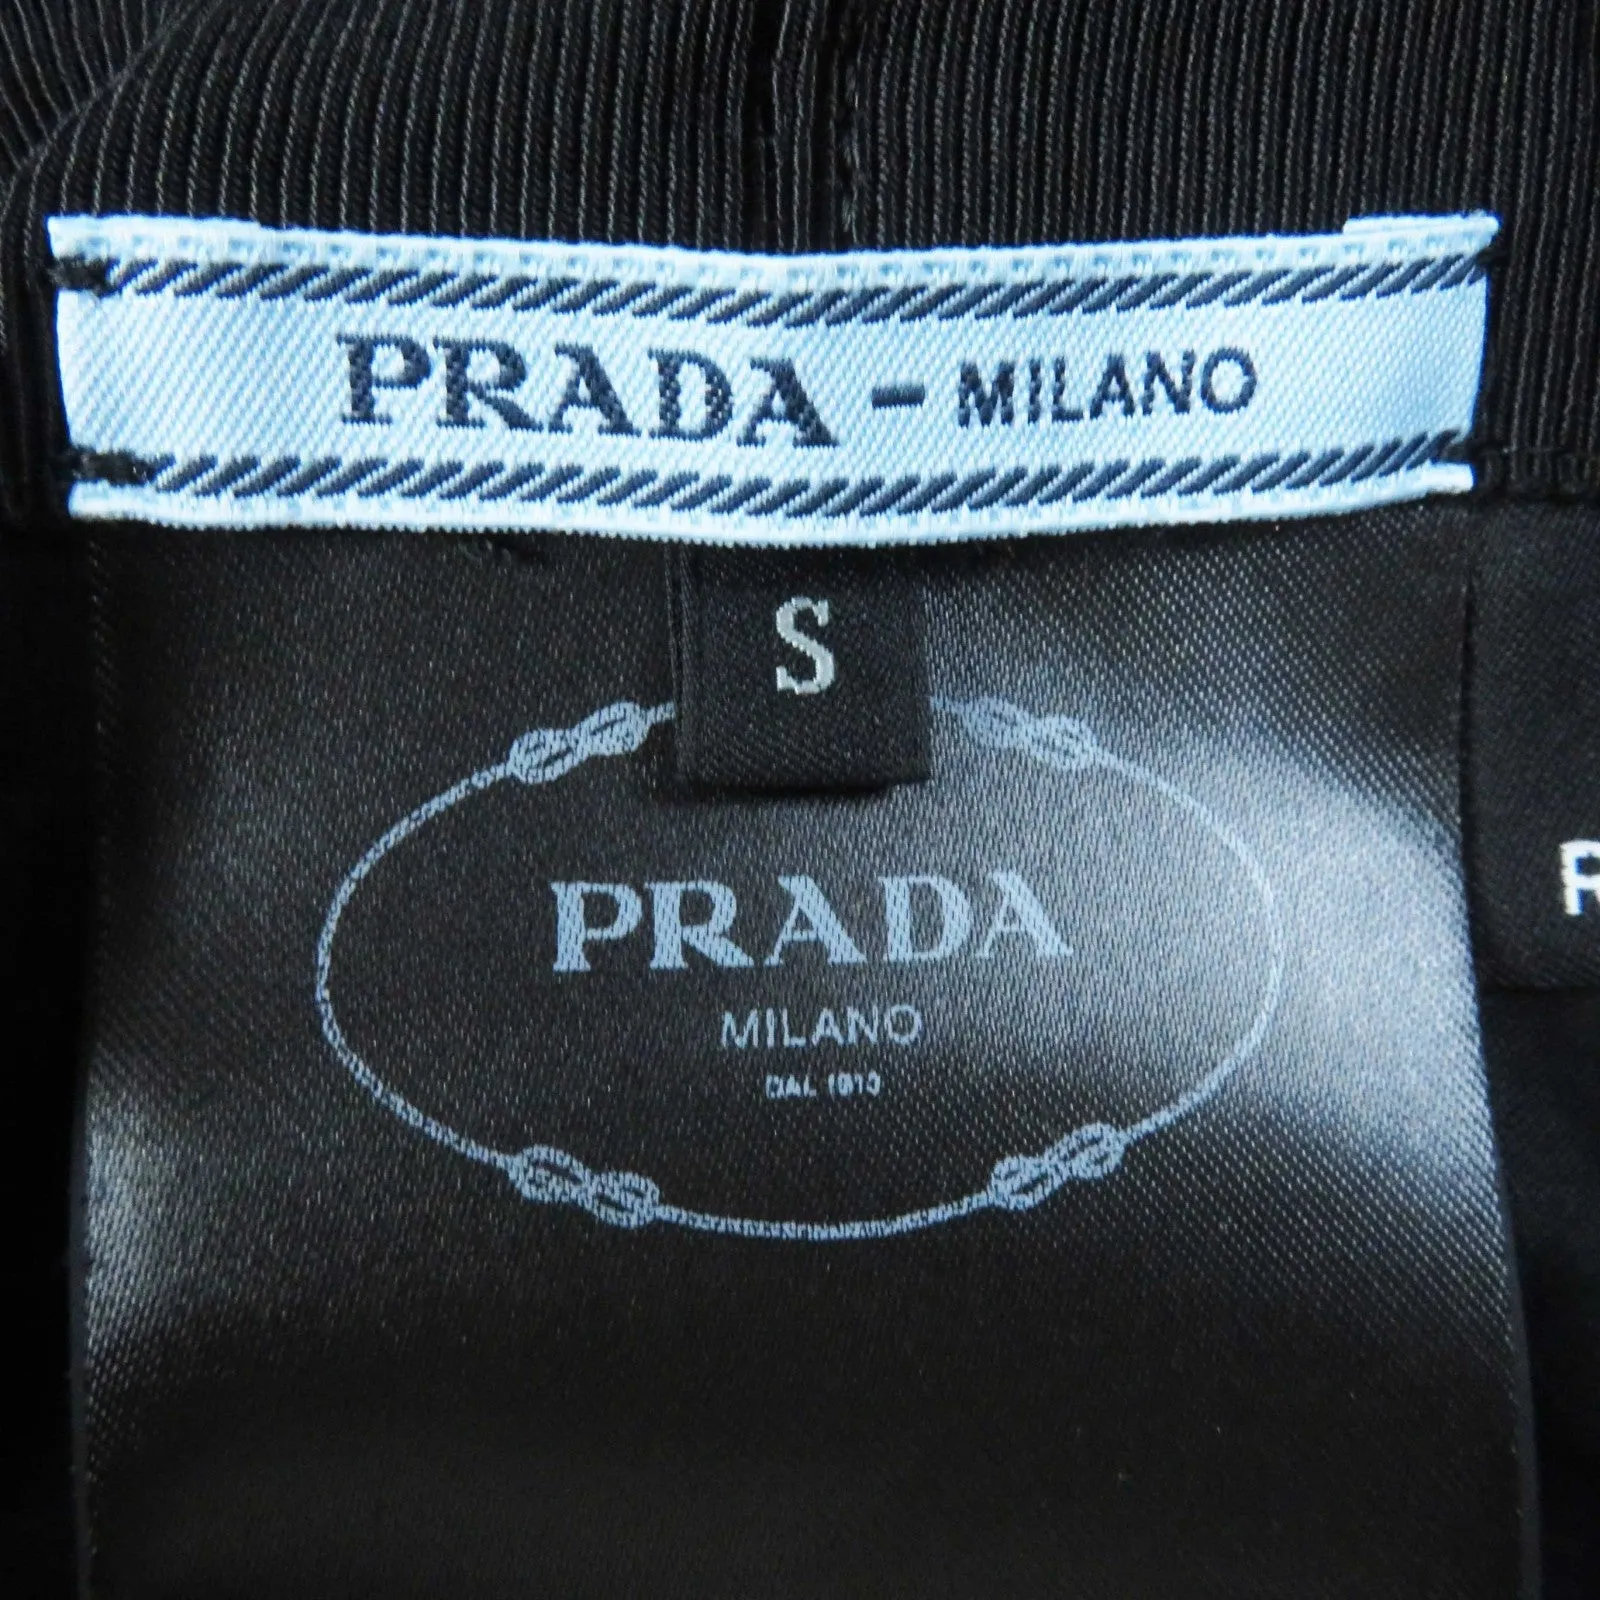 PRADA - MILANO
S
PRADA
MILANO
DAL 1913
R